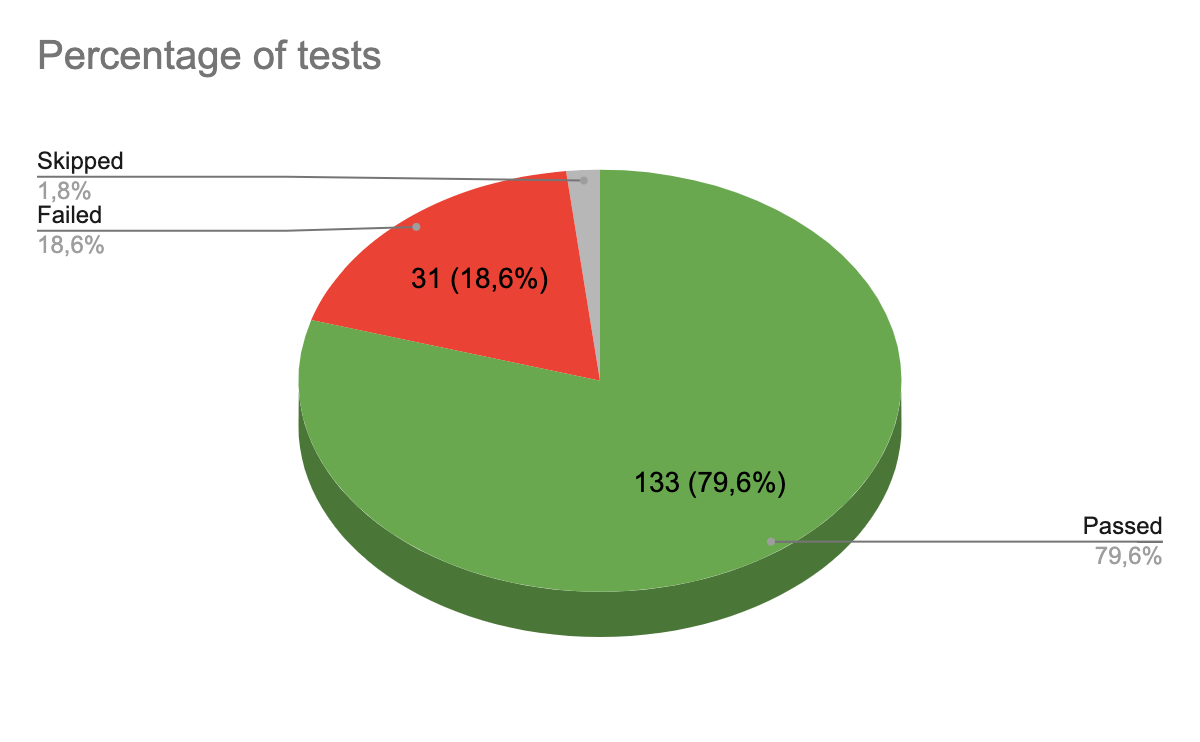 Percentage of tests
Skipped
1,8%
Failed
18,6%
31 (18,6%)
133 (79,6%)
Passed
79,6%